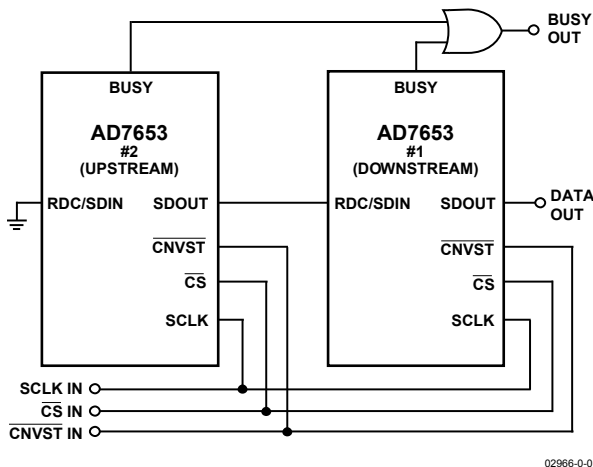 BUSY
OUT
BUSY
BUSY
AD7653
#2
(UPSTREAM)
AD7653
#1
(DOWNSTREAM)
RDC/SDIN SDOUT
RDC/SDIN SDOUT
DATA
OUT
CNVST
CNVST
CS
CS
SCLK
SCLK
SCLK IN
CS IN
CNVST IN
02966-0-0